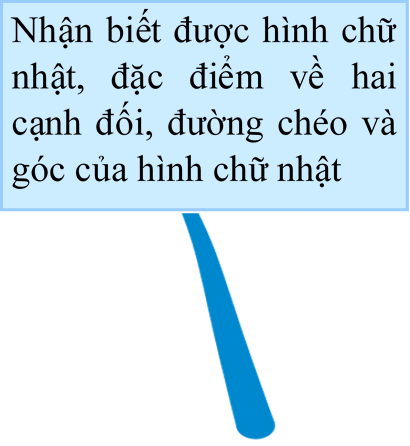 Nhận biết được hình chữ
nhật, đặc điểm về hai
cạnh đối, đường chéo và
góc của hình chữ nhật